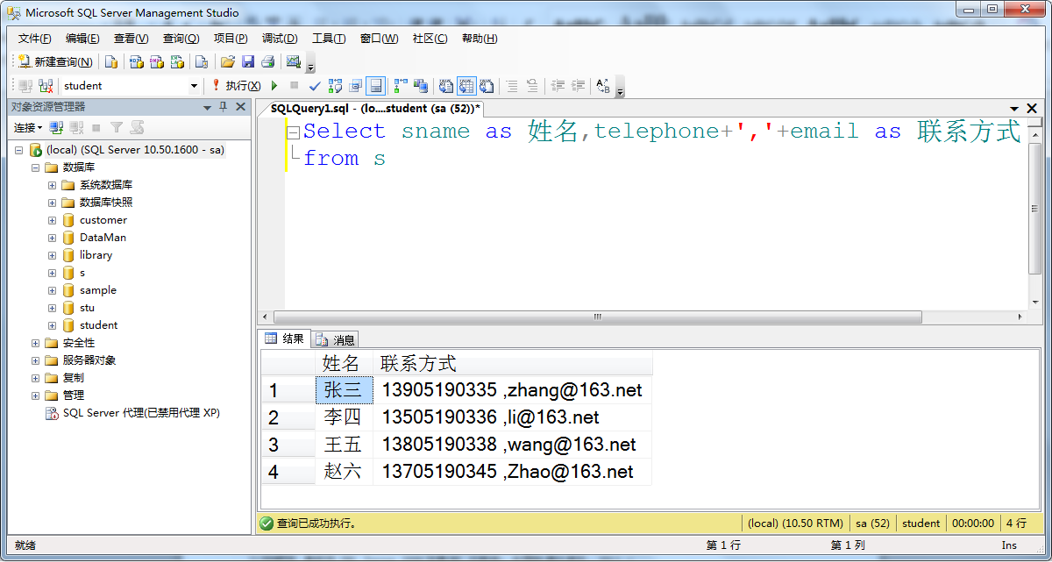 Microsoft SQL Server Management Studio
文件(F) 编辑(E) 查看(V) 查询(Q) 项目(P) 调试(D) 工具(T) 窗口(W) 社区(C) 帮助(H)
新建查询(N)
student 执行(X)
对象资源管理器
连接
(local) (SQL Server 10.50.1600 - sa)
数据库
系统数据库
数据库快照
customer
DataMan
library
s
sample
stu
student
安全性
服务器对象
复制
管理
SQL Server 代理(已禁用代理 XP)
SQLQuery1.sql - (lo....student (sa (52))*
Select sname as 姓名,telephone+','+email as 联系方式
from s
结果 消息
姓名 联系方式
1 张三 13905190335 ,zhang@163.net
2 李四 13505190336 ,li@163.net
3 王五 13805190338 ,wang@163.net
4 赵六 13705190345 ,Zhao@163.net
查询已成功执行。 (local) (10.50 RTM) sa (52) student 00:00:00 4 行
就绪 第 1 行 第 1 列 Ins